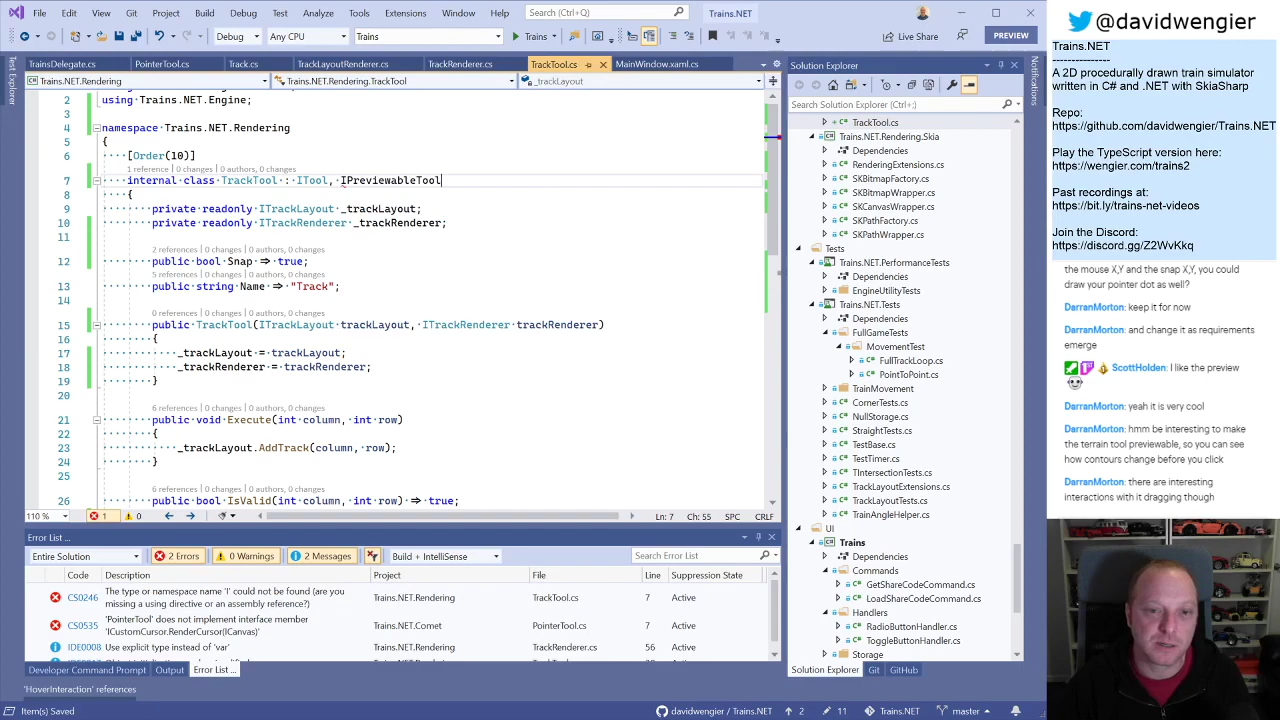 File Edit View Git Project Build Debug Test Analyze Tools Extensions Window Help
Search (Ctrl+Q)
Trains.NET
Debug
Any CPU
Trains
Trains
Live Share
PREVIEW
Test Explorer
TrainsDelegate.cs
PointerTool.cs
Track.cs
TrackLayoutRenderer.cs
TrackRenderer.cs
TrackTool.cs
MainWindow.xaml.cs
Trains.NET.Rendering
Trains.NET.Rendering.TrackTool
_trackLayout
2 using Trains.NET.Engine;
3
4 namespace Trains.NET.Rendering
5 {
6 [Order(10)]
1 reference | 0 changes | 0 authors, 0 changes
7 internal class TrackTool : ITool, IPreviewableTool
8 {
9 private readonly ITrackLayout _trackLayout;
10 private readonly ITrackRenderer _trackRenderer;
11
2 references | 0 changes | 0 authors, 0 changes
12 public bool Snap => true;
5 references | 0 changes | 0 authors, 0 changes
13 public string Name => "Track";
14
0 references | 0 changes | 0 authors, 0 changes
15 public TrackTool(ITrackLayout trackLayout, ITrackRenderer trackRenderer)
16 {
17 _trackLayout = trackLayout;
18 _trackRenderer = trackRenderer;
19 }
20
6 references | 0 changes | 0 authors, 0 changes
21 public void Execute(int column, int row)
22 {
23 _trackLayout.AddTrack(column, row);
24 }
25
6 references | 0 changes | 0 authors, 0 changes
26 public bool IsValid(int column, int row) => true;
110 %
1
0
Ln: 7 Ch: 55 SPC CRLF
Error List ...
Entire Solution
2 Errors
0 Warnings
2 Messages
Build + IntelliSense
Search Error List
Code Description Project File Line Suppression State
CS0246 The type or namespace name 'I' could not be found (are you missing a using directive or an assembly reference?) Trains.NET.Rendering TrackTool.cs 7 Active
CS0535 'PointerTool' does not implement interface member 'ICustomCursor.RenderCursor(ICanvas)' Trains.NET.Comet PointerTool.cs 7 Active
IDE0008 Use explicit type instead of 'var' Trains.NET.Rendering TrackRenderer.cs 56 Active
Developer Command Prompt
Output
Error List ...
'HoverInteraction' references
Item(s) Saved
davidwengier / Trains.NET
2
11
Trains.NET
master
Solution Explorer
Search Solution Explorer (Ctrl+;)
TrackTool.cs
Trains.NET.Rendering.Skia
Dependencies
RenderingExtensions.cs
SKBitmapFactory.cs
SKBitmapWrapper.cs
SKCanvasWrapper.cs
SKPathFactory.cs
SKPathWrapper.cs
Tests
Trains.NET.PerformanceTests
Dependencies
EngineUtilityTests
Trains.NET.Tests
Dependencies
FullGameTests
MovementTest
FullTrackLoop.cs
PointToPoint.cs
TrainMovement
CornerTests.cs
NullStorage.cs
StraightTests.cs
TestBase.cs
TestTimer.cs
TIntersectionTests.cs
TrackLayoutExtensions.cs
TrackLayoutTests.cs
TrainAngleHelper.cs
UI
Trains
Dependencies
Commands
GetShareCodeCommand.cs
LoadShareCodeCommand.cs
Handlers
RadioButtonHandler.cs
ToggleButtonHandler.cs
Storage
Solution Explorer
Git
GitHub
Notifications
@davidwengier
Trains.NET
--------------
A 2D procedurally drawn train simulator
written in C# and .NET with SkiaSharp
Repo:
https://github.com/davidwengier/Trains.NET
Play the TypeScript version here:
https://wengier.com/trains2
Past recordings at:
https://bit.ly/trains-net-videos
Join the Discord:
https://discord.gg/Z2WvKkq
the mouse X,Y and the snap X,Y, you could
draw your pointer dot as well?
DarranMorton: keep it for now
DarranMorton: and change it as requirements
emerge
ScottHolden: I like the preview
DarranMorton: yeah it is very cool
DarranMorton: hmm be interesting to make
the terrain tool previewable, so you can see
how contours change before you click
DarranMorton: there are interesting
interactions with it dragging though